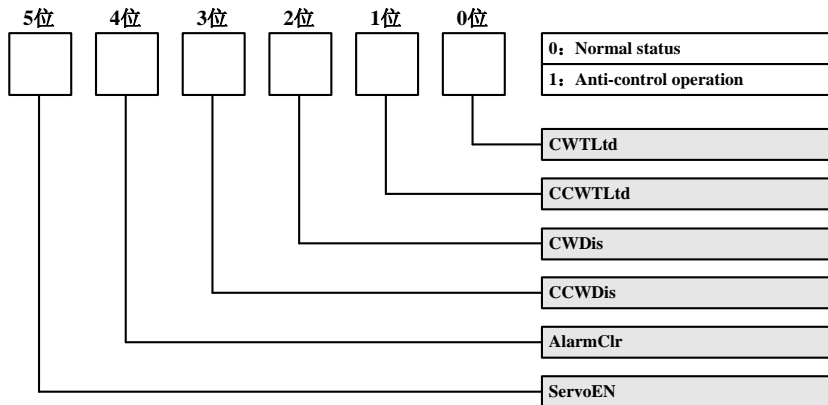 5位 4位 3位 2位 1位 0位
0：Normal status
1：Anti-control operation
CWTLtd
CCWTLtd
CWDis
CCWDis
AlarmClr
ServoEN